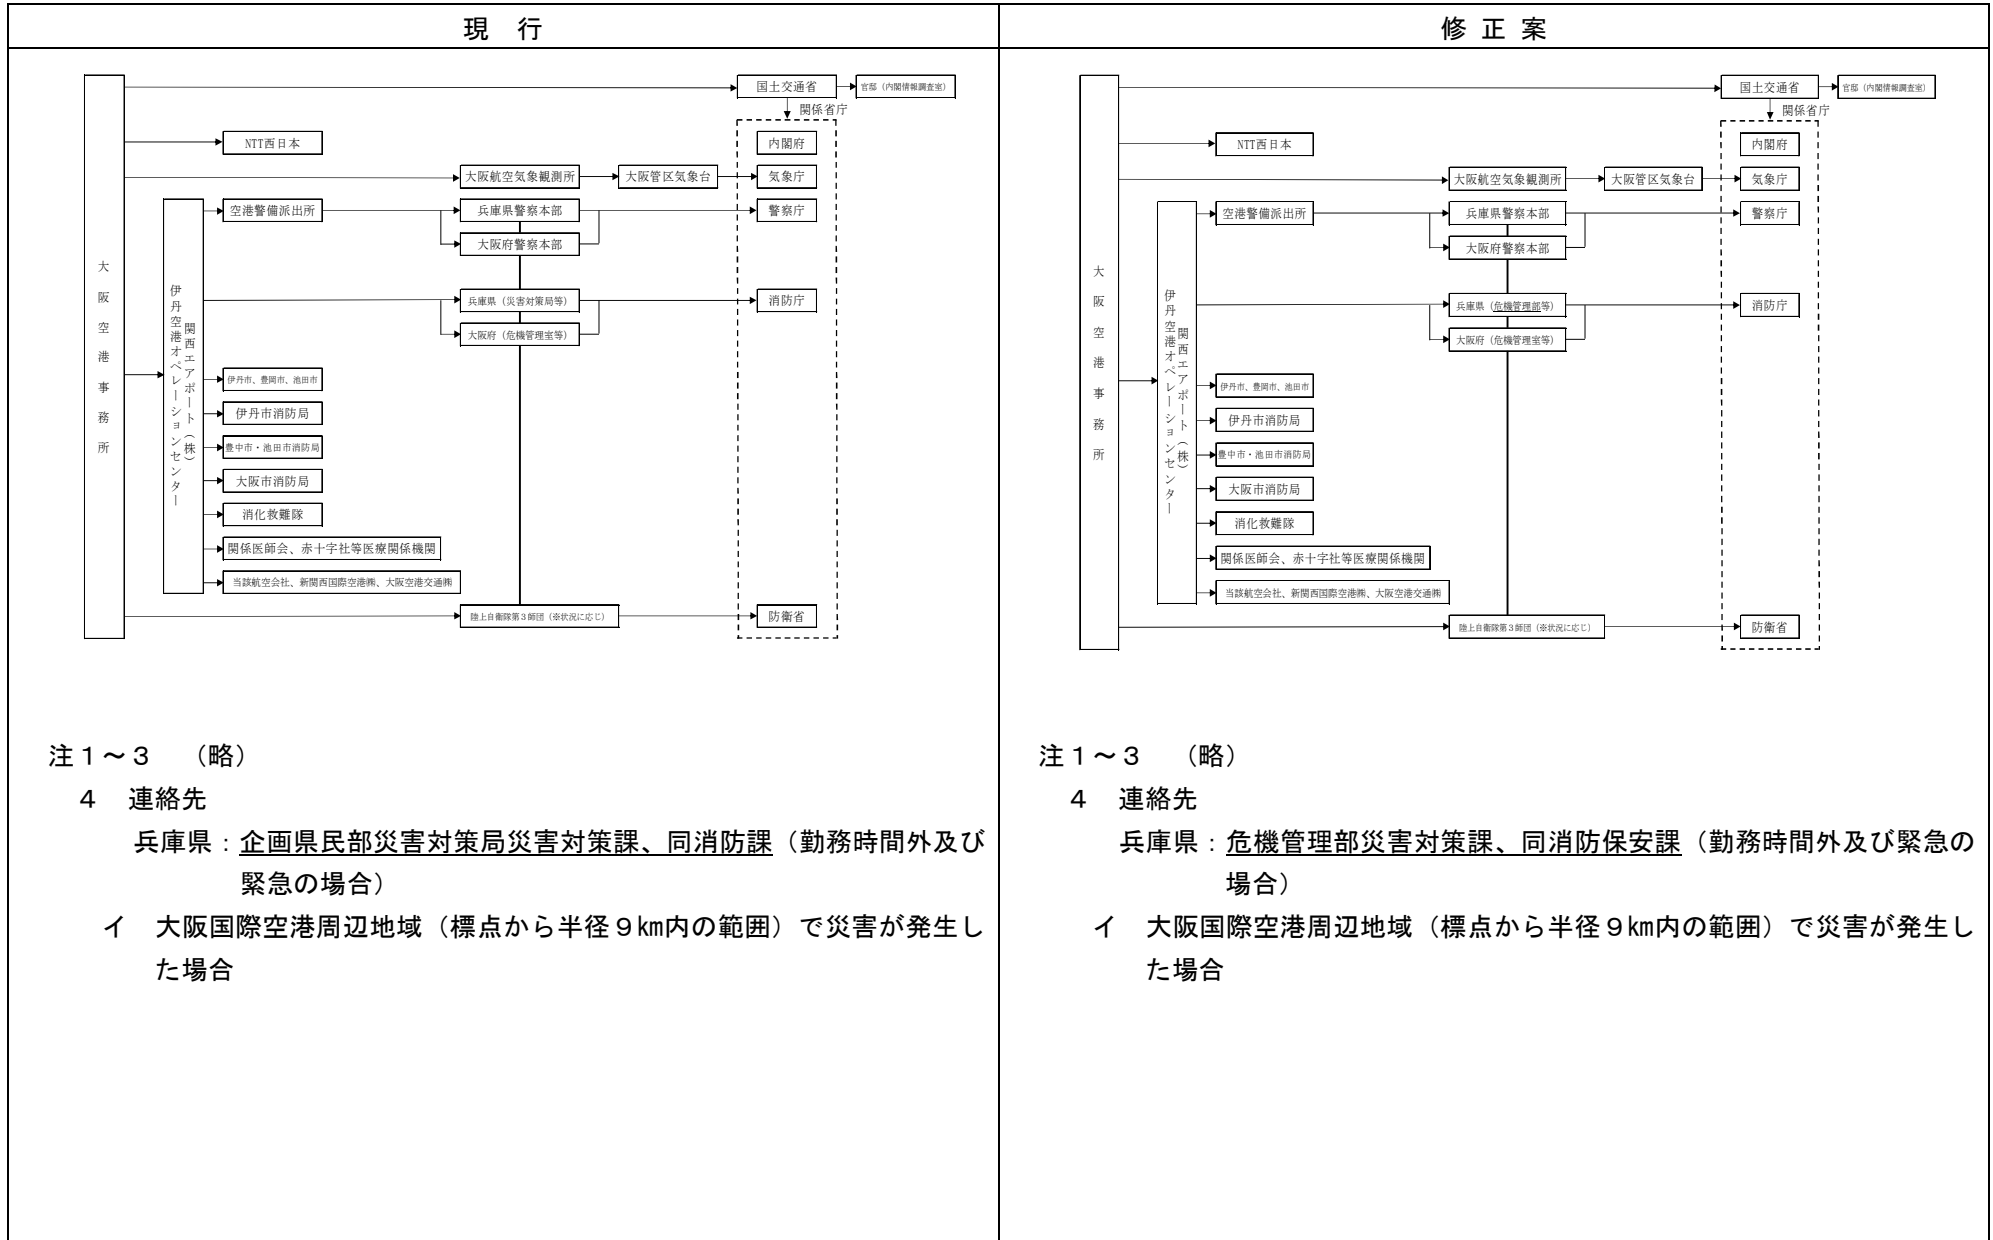 現 行
国土交通省
官邸（内閣情報調査室）
関係省庁
NTT西日本
内閣府
大阪航空気象観測所
大阪管区気象台
気象庁
空港警備派出所
兵庫県警察本部
警察庁
大阪府警察本部
大阪空港事務所
関西エアポート（株）
伊丹空港オペレーションセンター
兵庫県（災害対策局等）
消防庁
大阪府（危機管理室等）
伊丹市、豊岡市、池田市
伊丹市消防局
豊中市・池田市消防局
大阪市消防局
消化救難隊
関係医師会、赤十字社等医療関係機関
当該航空会社、新関西国際空港㈱、大阪空港交通㈱
陸上自衛隊第３師団（※状況に応じ）
防衛省
注１～３ （略）
４ 連絡先
兵庫県：企画県民部災害対策局災害対策課、同消防課（勤務時間外及び
緊急の場合）
イ 大阪国際空港周辺地域（標点から半径９㎞内の範囲）で災害が発生し
た場合
修 正 案
国土交通省
官邸（内閣情報調査室）
関係省庁
NTT西日本
内閣府
大阪航空気象観測所
大阪管区気象台
気象庁
空港警備派出所
兵庫県警察本部
警察庁
大阪府警察本部
大阪空港事務所
関西エアポート（株）
伊丹空港オペレーションセンター
兵庫県（危機管理部等）
消防庁
大阪府（危機管理室等）
伊丹市、豊岡市、池田市
伊丹市消防局
豊中市・池田市消防局
大阪市消防局
消化救難隊
関係医師会、赤十字社等医療関係機関
当該航空会社、新関西国際空港㈱、大阪空港交通㈱
陸上自衛隊第３師団（※状況に応じ）
防衛省
注１～３ （略）
４ 連絡先
兵庫県：危機管理部災害対策課、同消防保安課（勤務時間外及び緊急の
場合）
イ 大阪国際空港周辺地域（標点から半径９㎞内の範囲）で災害が発生し
た場合